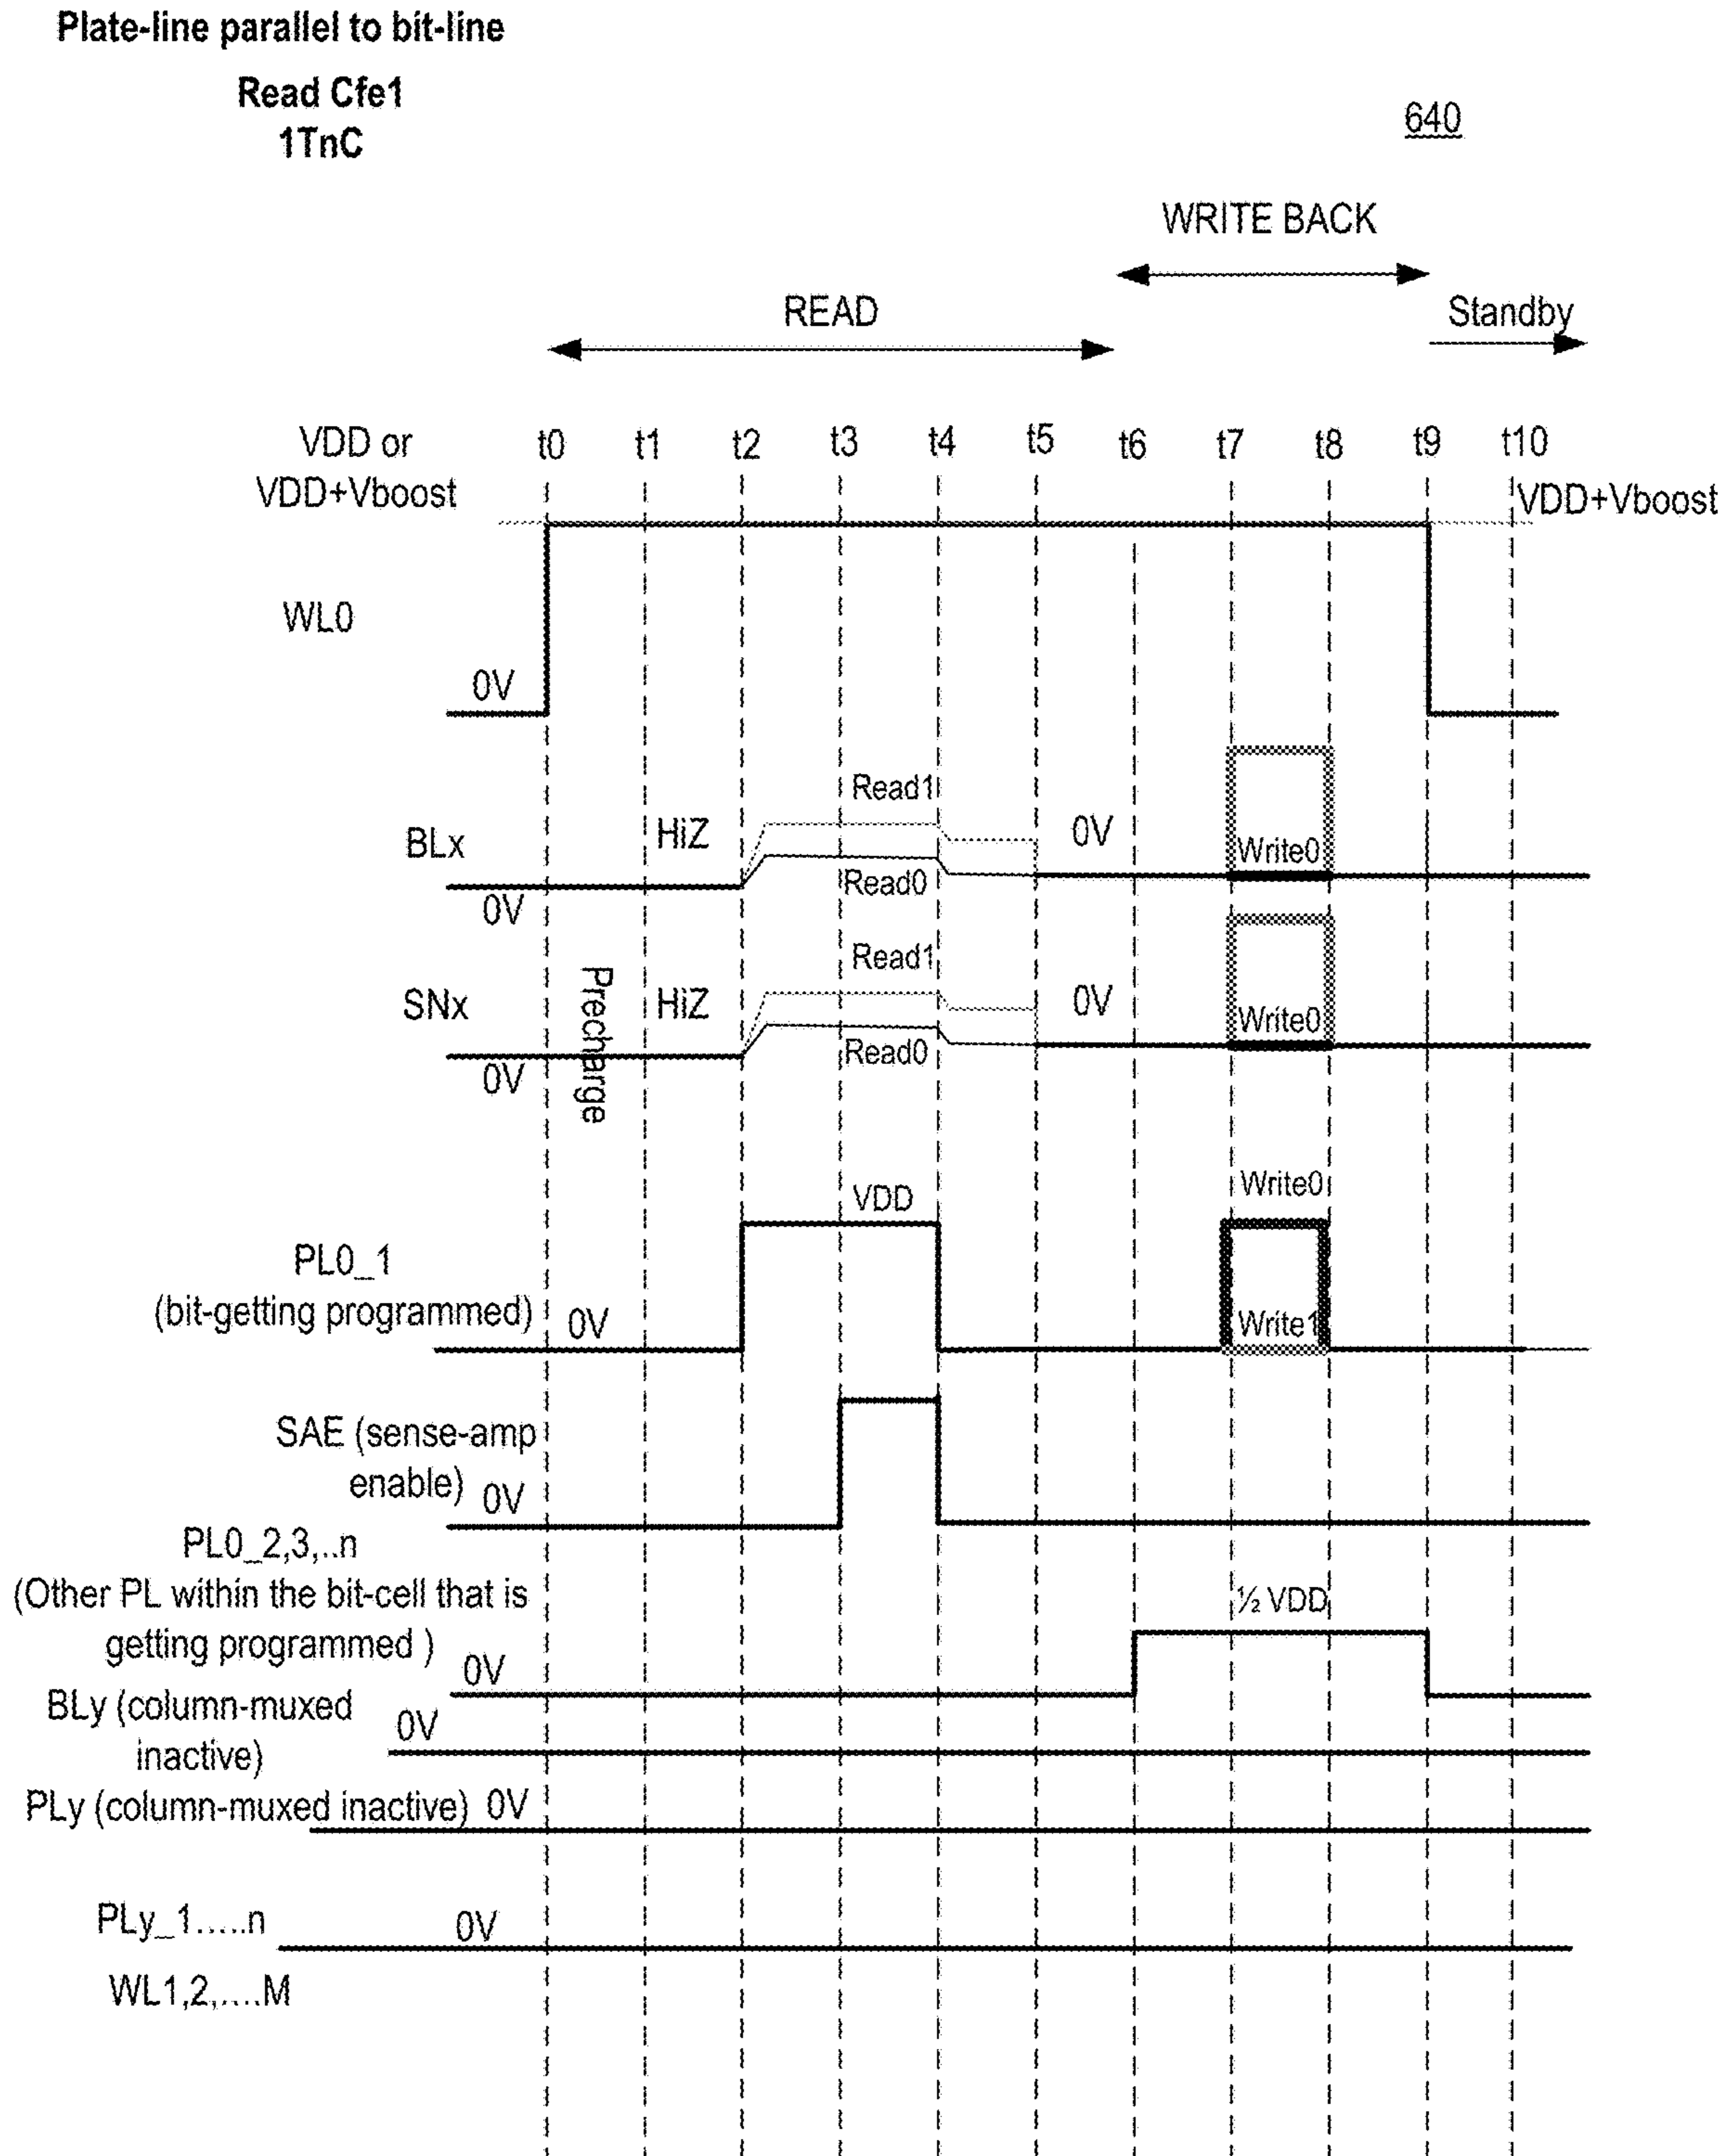 Plate-line parallel to bit-line
Read Cfe1
1TnC
640
WRITE BACK
READ
Standby
VDD or
VDD+Vboost
t0 t1 t2 t3 t4 t5 t6 t7 t8 t9 t10
VDD+Vboost
WL0
0V
Read1
BLx
HiZ
0V
Write0
Read0
0V
Read1
SNx
Precharge
HiZ
0V
Write0
Read0
0V
Write0
VDD
PL0_1
(bit-getting programmed)
0V
Write1
SAE (sense-amp
enable)
0V
PL0_2,3,..n
(Other PL within the bit-cell that is
getting programmed )
½ VDD
0V
BLy (column-muxed
inactive)
0V
PLy (column-muxed inactive) 0V
PLy_1.....n
0V
WL1,2,....M